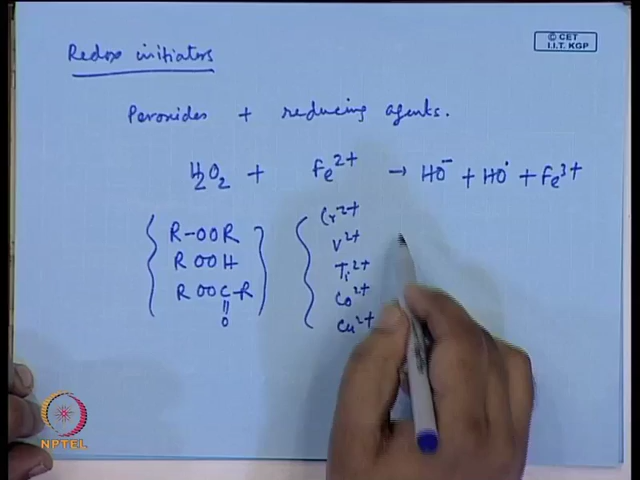 © CET
I.I.T. KGP
Redox initiators
Peroxides + reducing agents.
H2O2 + Fe2+ → HO⁻ + HO• + Fe3+
R-OOR
Cr2+
V2+
ROOH
Ti2+
ROOC-R
O
Co2+
Cu2+
NPTEL